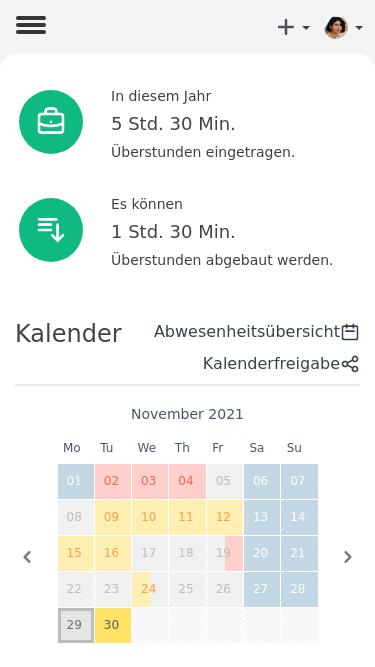 In diesem Jahr
5 Std. 30 Min.
Überstunden eingetragen.
Es können
1 Std. 30 Min.
Überstunden abgebaut werden.
Kalender
Abwesenheitsübersicht
Kalenderfreigabe
November 2021
Mo Tu We Th Fr Sa Su
01 02 03 04 05 06 07
08 09 10 11 12 13 14
15 16 17 18 19 20 21
22 23 24 25 26 27 28
29 30